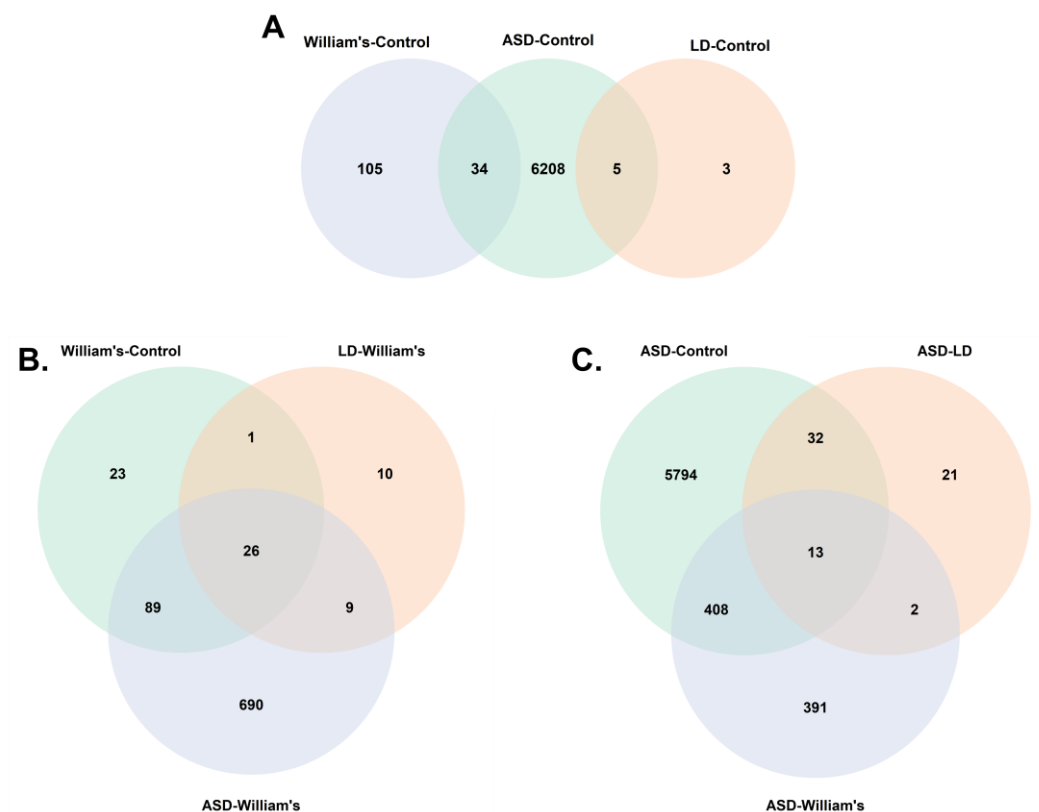 A
William's-Control
ASD-Control
LD-Control
105
34
6208
5
3
B.
William's-Control
LD-William's
1
23
10
26
89
9
690
ASD-William's
C.
ASD-Control
ASD-LD
32
5794
21
13
408
2
391
ASD-William's